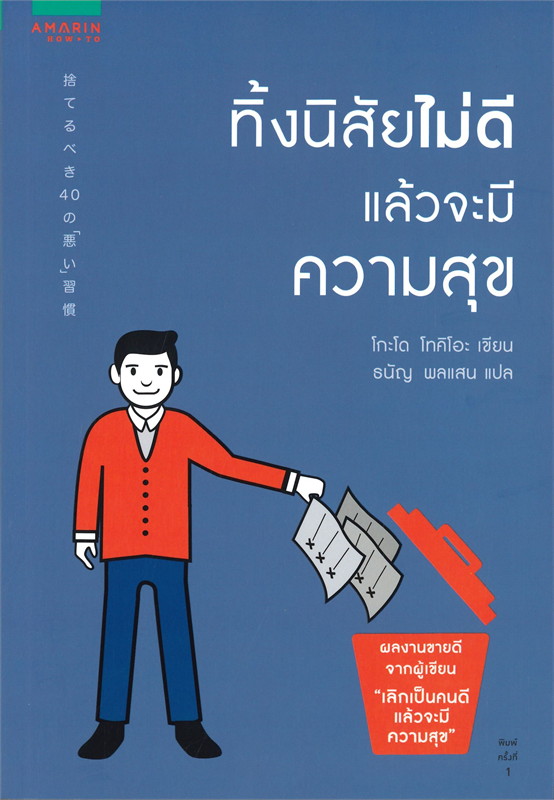 AMARIN
HOW•TO
捨てるべき40の「悪い」習慣
ทิ้งนิสัยไม่ดี
แล้วจะมี
ความสุข
โกะโด โทคิโอะ เขียน
ธนัญ พลแสน แปล
ผลงานขายดี
จากผู้เขียน
“เลิกเป็นคนดี
แล้วจะมี
ความสุข”
พิมพ์
ครั้งที่
1